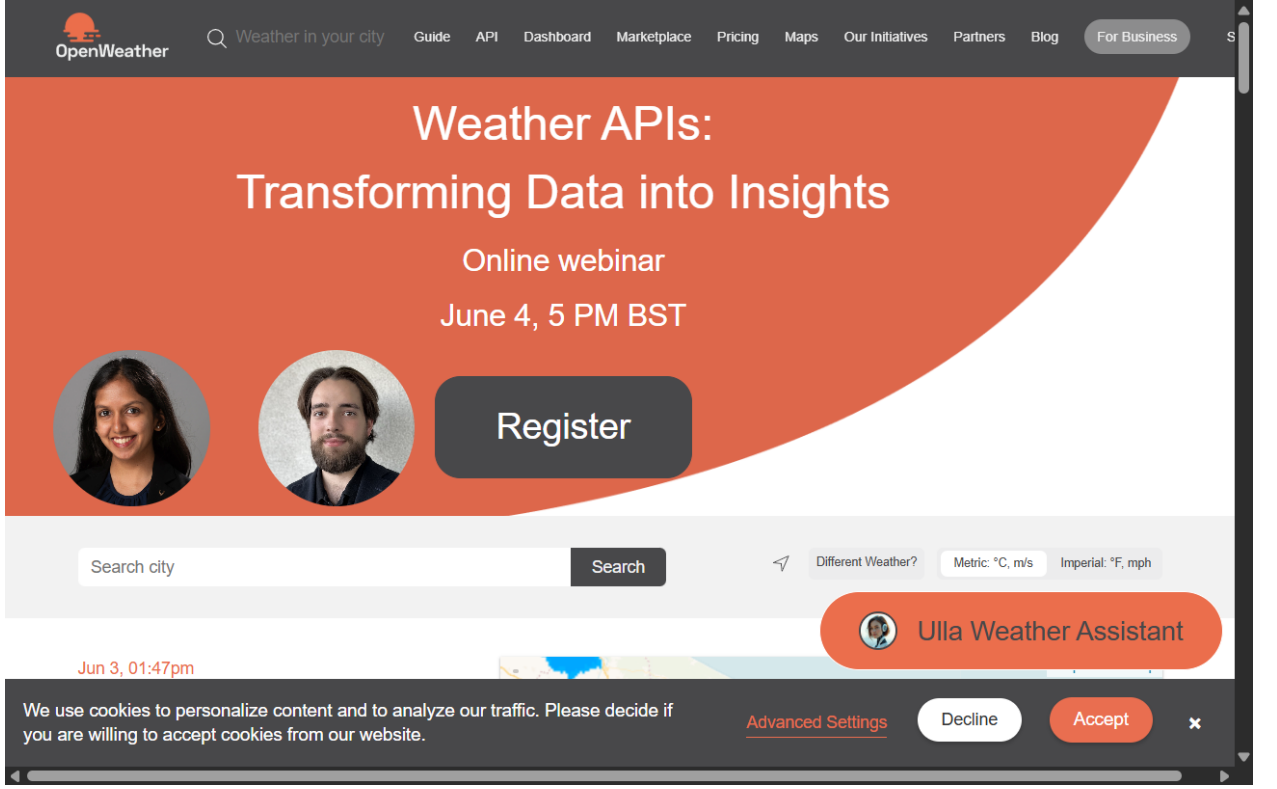 OpenWeather
Weather in your city
Guide
API
Dashboard
Marketplace
Pricing
Maps
Our Initiatives
Partners
Blog
For Business
S
Weather APIs:
Transforming Data into Insights
Online webinar
June 4, 5 PM BST
Register
Search city
Search
Different Weather?
Metric: °C, m/s
Imperial: °F, mph
Ulla Weather Assistant
Jun 3, 01:47pm
We use cookies to personalize content and to analyze our traffic. Please decide if
you are willing to accept cookies from our website.
Advanced Settings
Decline
Accept